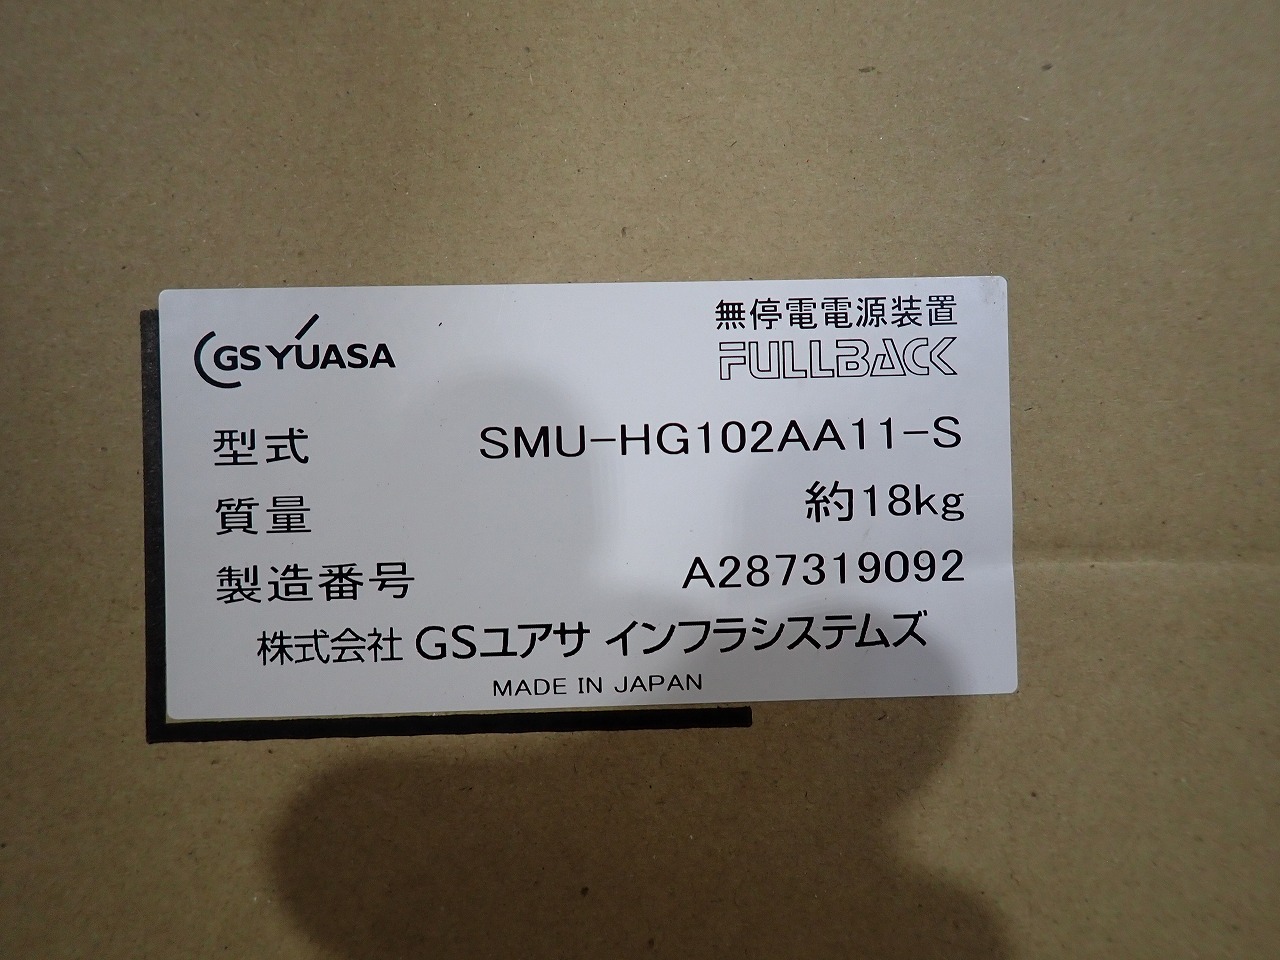 GS YUASA
無停電電源装置
FULLBACK
型式 SMU-HG102AA11-S
質量 約18kg
製造番号 A287319092
株式会社 GSユアサ インフラシステムズ
MADE IN JAPAN